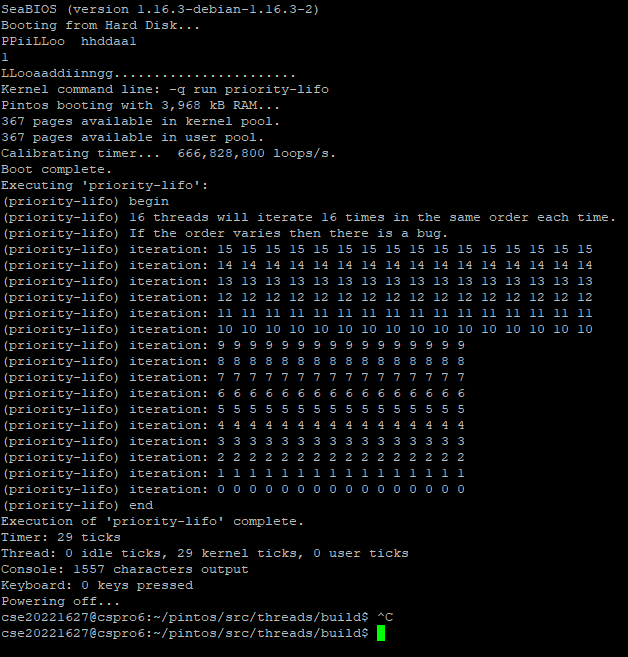 SeaBIOS (version 1.16.3-debian-1.16.3-2)
Booting from Hard Disk...
PPiiLLoo  hhddaa1
1
LLooaaddiinngg.......................
Kernel command line: -q run priority-lifo
Pintos booting with 3,968 kB RAM...
367 pages available in kernel pool.
367 pages available in user pool.
Calibrating timer...  666,828,800 loops/s.
Boot complete.
Executing 'priority-lifo':
(priority-lifo) begin
(priority-lifo) 16 threads will iterate 16 times in the same order each time.
(priority-lifo) If the order varies then there is a bug.
(priority-lifo) iteration: 15 15 15 15 15 15 15 15 15 15 15 15 15 15 15 15
(priority-lifo) iteration: 14 14 14 14 14 14 14 14 14 14 14 14 14 14 14 14
(priority-lifo) iteration: 13 13 13 13 13 13 13 13 13 13 13 13 13 13 13 13
(priority-lifo) iteration: 12 12 12 12 12 12 12 12 12 12 12 12 12 12 12 12
(priority-lifo) iteration: 11 11 11 11 11 11 11 11 11 11 11 11 11 11 11 11
(priority-lifo) iteration: 10 10 10 10 10 10 10 10 10 10 10 10 10 10 10 10
(priority-lifo) iteration: 9 9 9 9 9 9 9 9 9 9 9 9 9 9 9 9
(priority-lifo) iteration: 8 8 8 8 8 8 8 8 8 8 8 8 8 8 8 8
(priority-lifo) iteration: 7 7 7 7 7 7 7 7 7 7 7 7 7 7 7 7
(priority-lifo) iteration: 6 6 6 6 6 6 6 6 6 6 6 6 6 6 6 6
(priority-lifo) iteration: 5 5 5 5 5 5 5 5 5 5 5 5 5 5 5 5
(priority-lifo) iteration: 4 4 4 4 4 4 4 4 4 4 4 4 4 4 4 4
(priority-lifo) iteration: 3 3 3 3 3 3 3 3 3 3 3 3 3 3 3 3
(priority-lifo) iteration: 2 2 2 2 2 2 2 2 2 2 2 2 2 2 2 2
(priority-lifo) iteration: 1 1 1 1 1 1 1 1 1 1 1 1 1 1 1 1
(priority-lifo) iteration: 0 0 0 0 0 0 0 0 0 0 0 0 0 0 0 0
(priority-lifo) end
Execution of 'priority-lifo' complete.
Timer: 29 ticks
Thread: 0 idle ticks, 29 kernel ticks, 0 user ticks
Console: 1557 characters output
Keyboard: 0 keys pressed
Powering off...
cse20221627@cspro6:~/pintos/src/threads/build$ ^C
cse20221627@cspro6:~/pintos/src/threads/build$